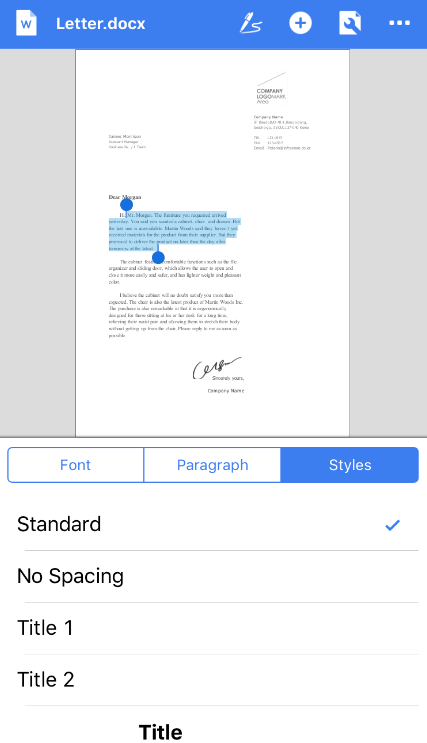 Letter.docx
W
COMPANY
LOGOMARK
Company Name
James Morrison
Dear Morgan
Hi, Mr. Morgan. The furniture you requested arrived
yesterday. You said you wanted a cabinet, chair, and drawer. But
the last one is unavailable. Martin Woods said they haven't yet
received materials for the product from their supplier. But they
promised to deliver the product no later than the day after
tomorrow at the latest.
The cabinet comfortable furniture such as the file
organizer and sliding door, which allows the user to open and
close it more easily and safer, and has lighter weight and pleasant
color.
I believe the cabinet will no doubt satisfy you more than
expected. The chair is also the latest product of Martin Woods Inc.
The purchase is also remarkable in that it is ergonomically
designed for those sitting at his or her desk for a long time,
relieving their waist pain and allowing them to stretch their body
without getting up from the chair. Please reply to me as soon as
possible.
Sincerely yours,
Company Name
Font
Paragraph
Styles
Standard
No Spacing
Title 1
Title 2
Title